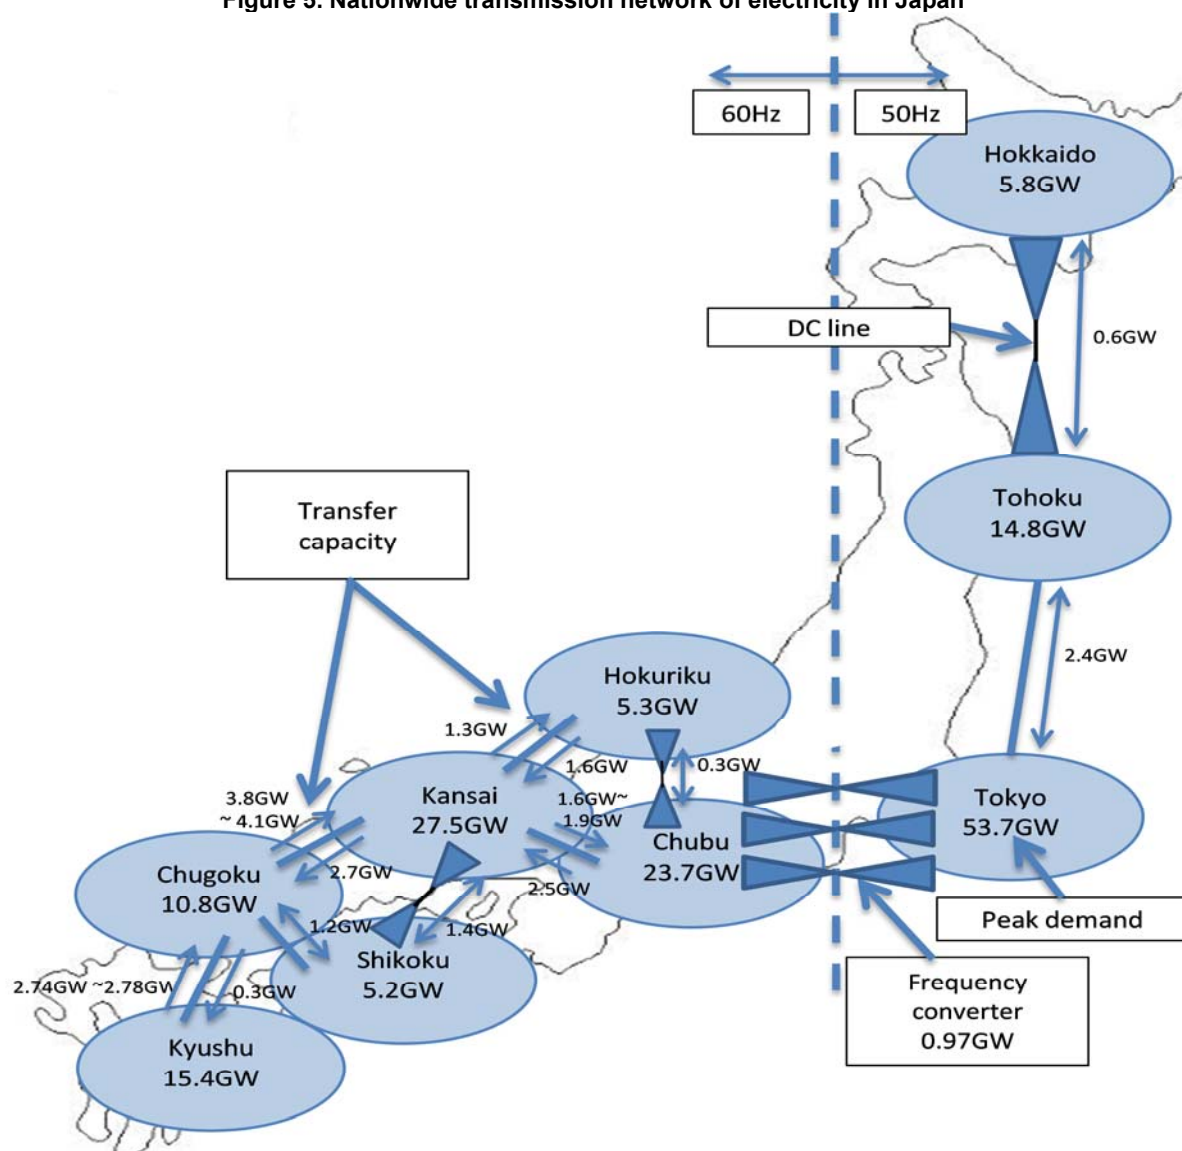 Figure 5. Nationwide transmission network of electricity in Japan
60Hz
50Hz
Hokkaido
5.8GW
DC line
0.6GW
Tohoku
14.8GW
Transfer
capacity
2.4GW
Hokuriku
5.3GW
1.3GW
1.6GW
0.3GW
Kansai
27.5GW
3.8GW
~ 4.1GW
1.6GW~
1.9GW
Tokyo
53.7GW
Chubu
23.7GW
2.7GW
2.5GW
Chugoku
10.8GW
1.2GW
1.4GW
Peak demand
Shikoku
5.2GW
2.74GW ~2.78GW
0.3GW
Frequency
converter
0.97GW
Kyushu
15.4GW